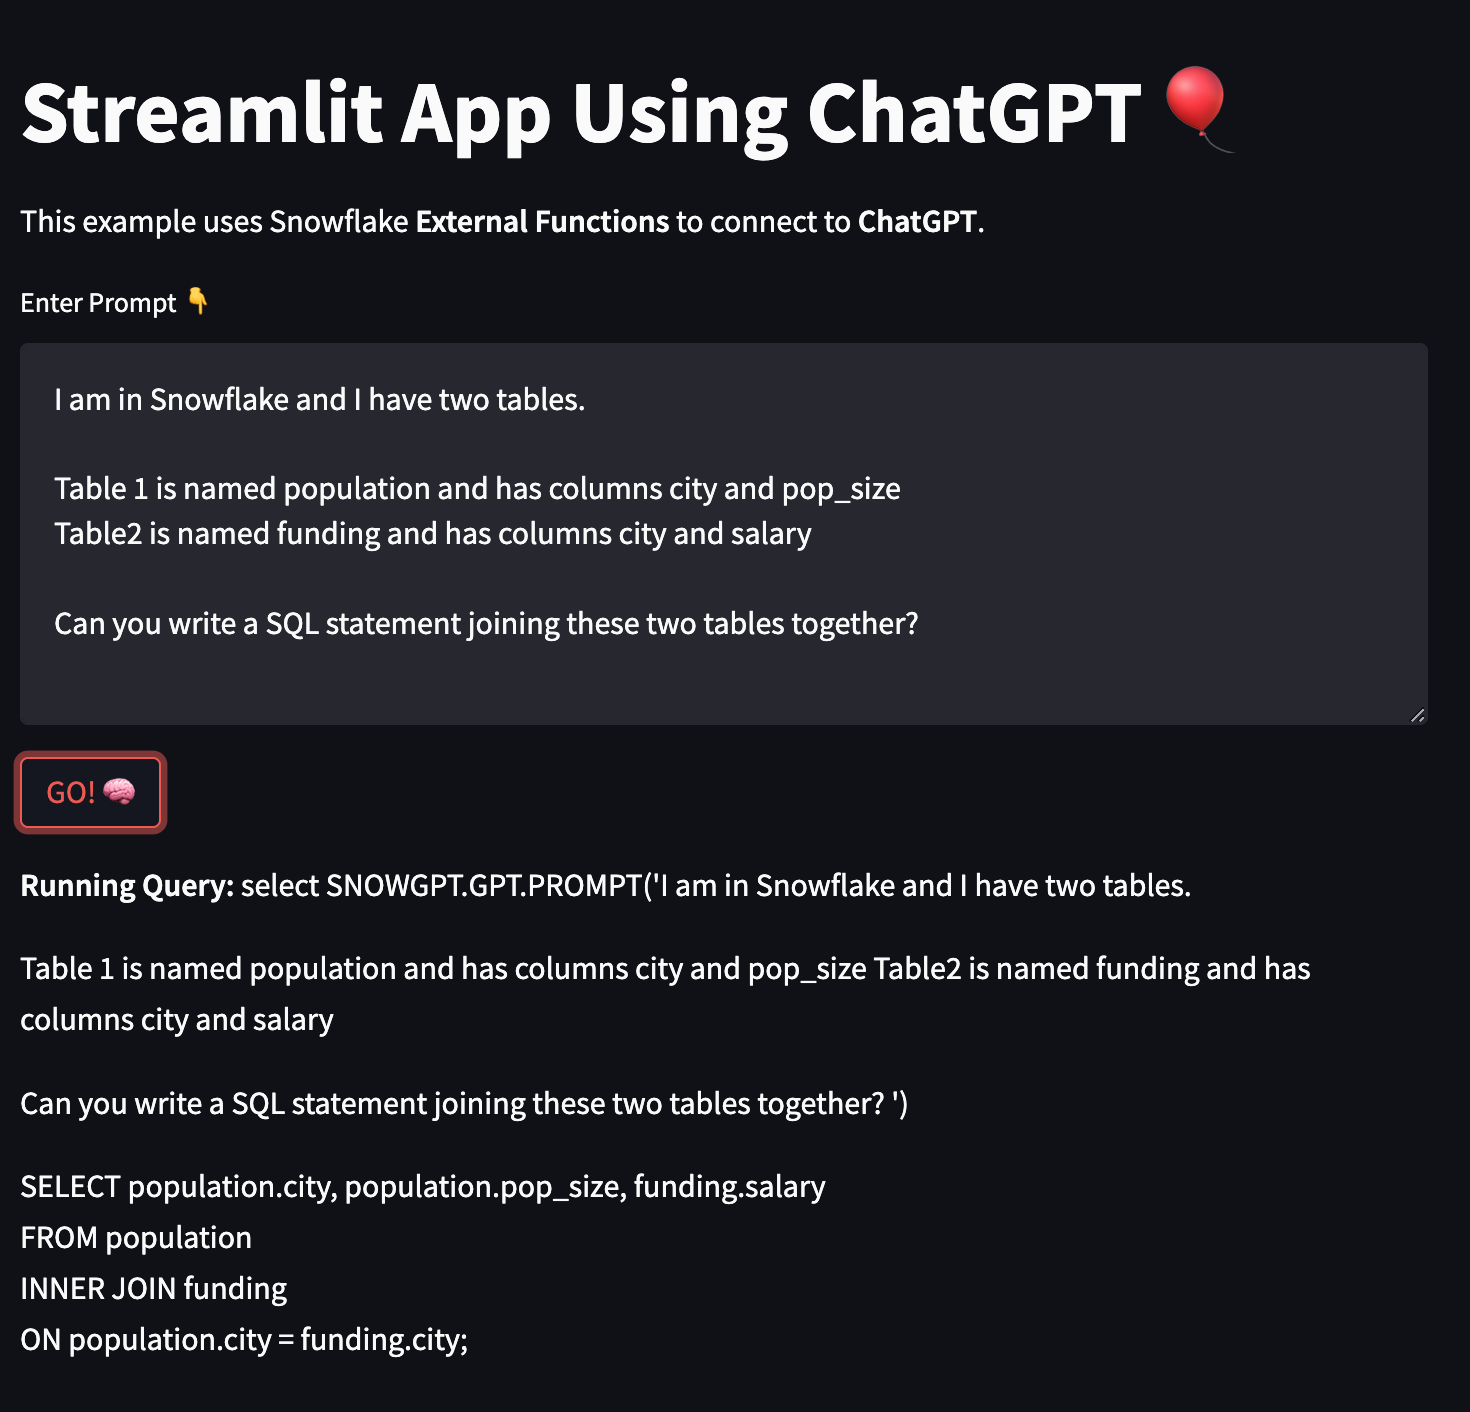 Streamlit App Using ChatGPT 🎈
This example uses Snowflake External Functions to connect to ChatGPT.
Enter Prompt 👇
I am in Snowflake and I have two tables.
Table 1 is named population and has columns city and pop_size
Table2 is named funding and has columns city and salary
Can you write a SQL statement joining these two tables together?
GO! 🧠
Running Query: select SNOWGPT.GPT.PROMPT('I am in Snowflake and I have two tables.
Table 1 is named population and has columns city and pop_size Table2 is named funding and has
columns city and salary
Can you write a SQL statement joining these two tables together? ')
SELECT population.city, population.pop_size, funding.salary
FROM population
INNER JOIN funding
ON population.city = funding.city;